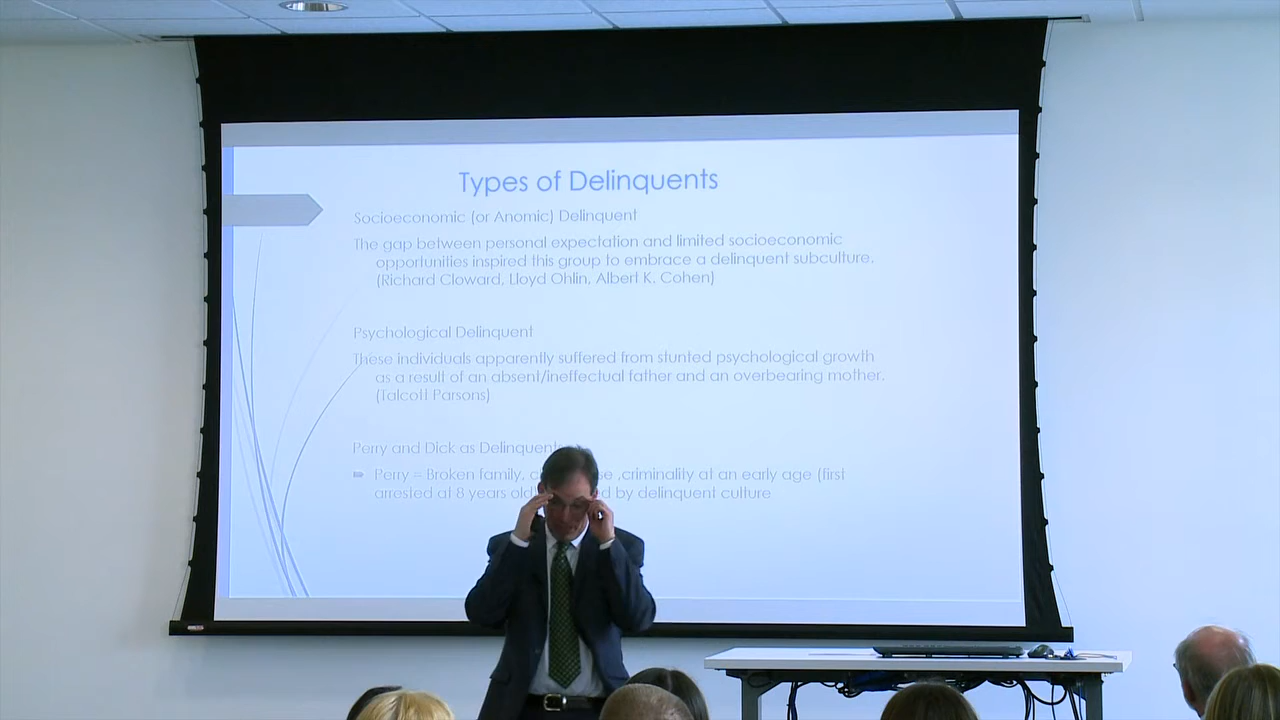 Types of Delinquents
Socioeconomic (or Anomic) Delinquent
The gap between personal expectation and limited socioeconomic
opportunities inspired this group to embrace a delinquent subculture.
(Richard Cloward, Lloyd Ohlin, Albert K. Cohen)
Psychological Delinquent
These individuals apparently suffered from stunted psychological growth
as a result of an absent/ineffectual father and an overbearing mother.
(Talcott Parsons)
Perry and Dick as Delinquents
Perry = Broken family, ,criminality at an early age (first
arrested at 8 years old by delinquent culture